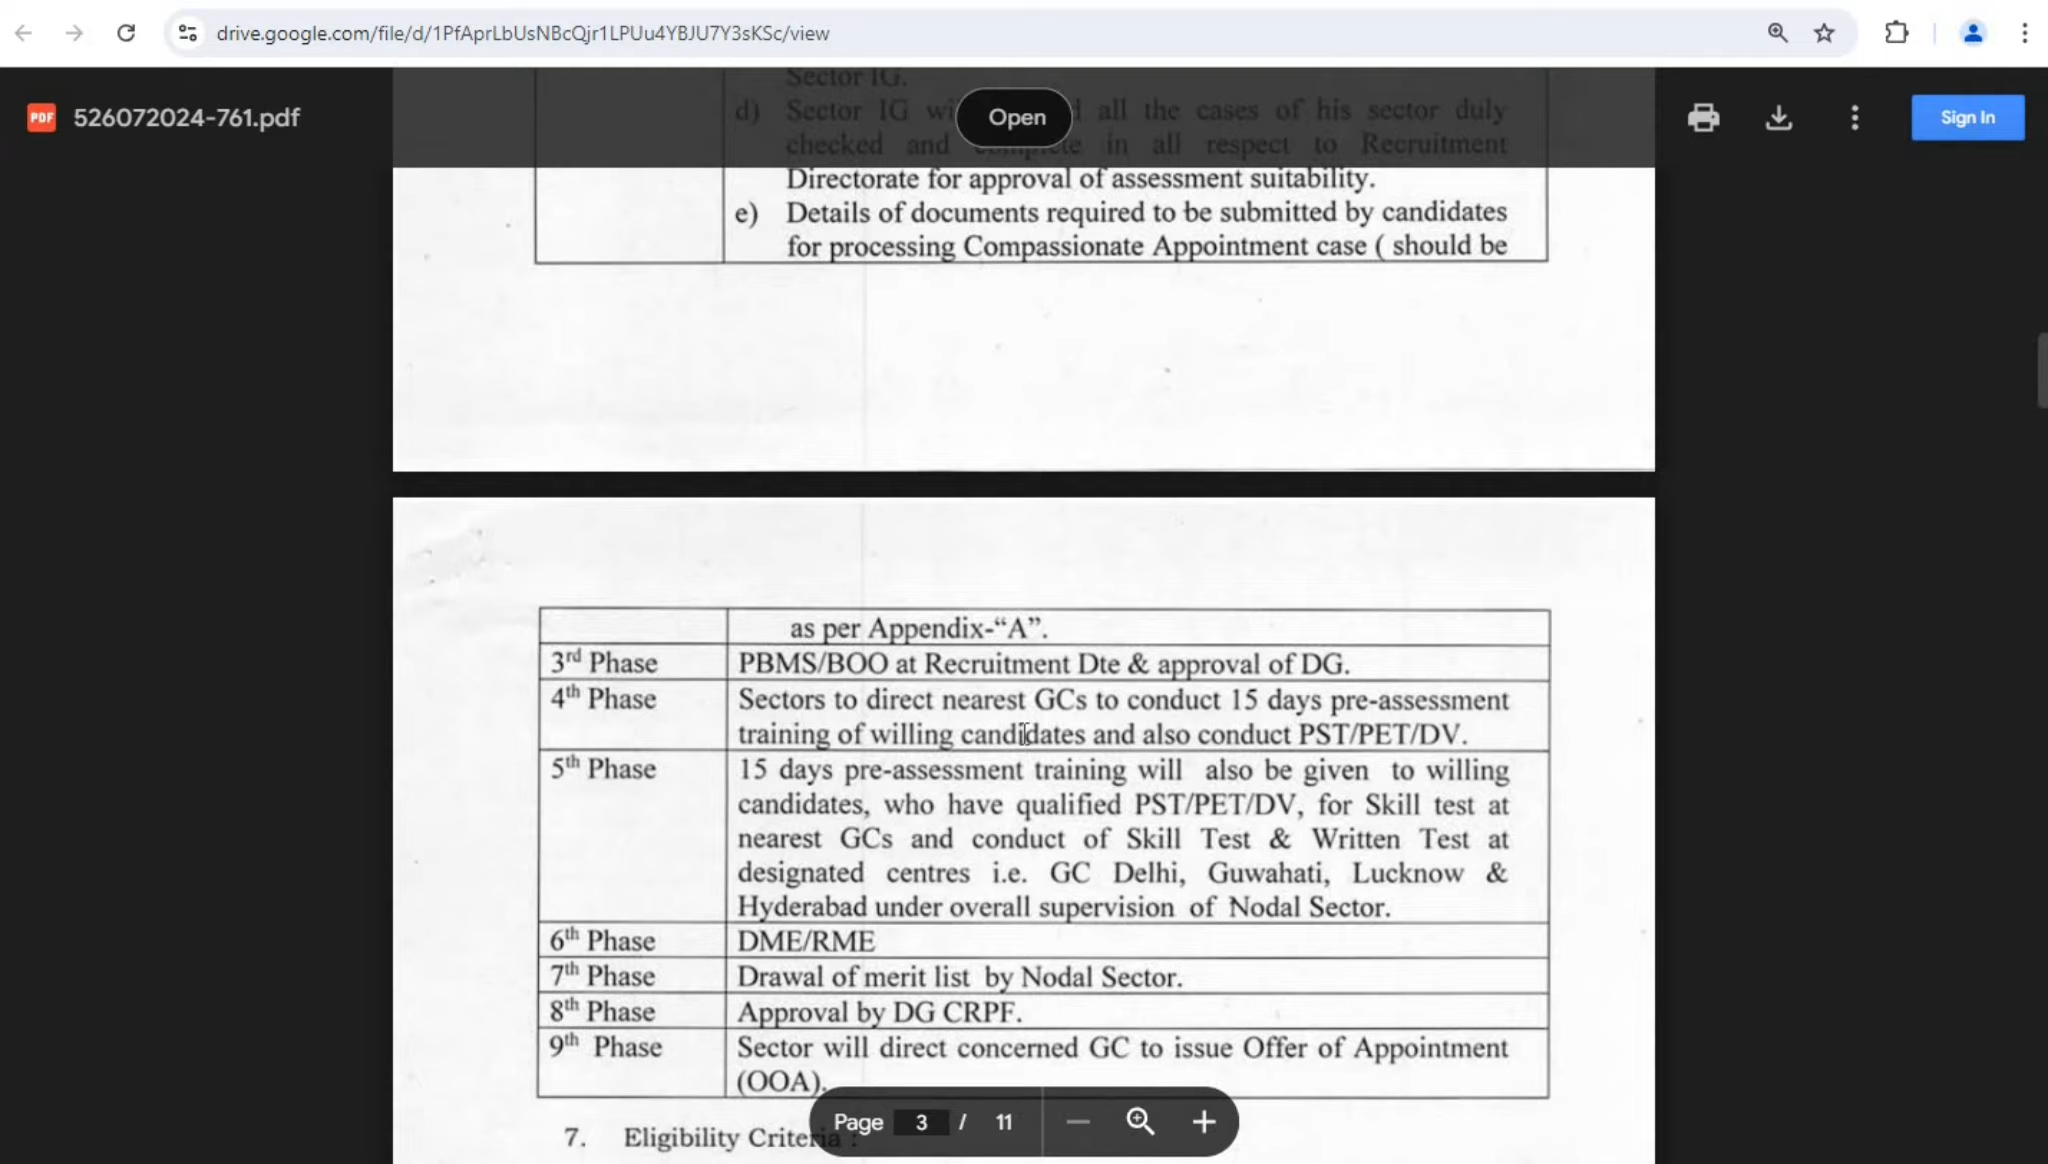 drive.google.com/file/d/1PfAprLbUsNBcQjr1LPUu4YBJU7Y3sKSc/view
PDF 526072024-761.pdf
Open
Sign In
Sector IG.
d) Sector IG all the cases of his sector duly
checked and complete in all respect to Recruitment
Directorate for approval of assessment suitability.
e) Details of documents required to be submitted by candidates
for processing Compassionate Appointment case ( should be
as per Appendix-“A”.
3rd Phase PBMS/BOO at Recruitment Dte & approval of DG.
4th Phase Sectors to direct nearest GCs to conduct 15 days pre-assessment
training of willing candidates and also conduct PST/PET/DV.
5th Phase 15 days pre-assessment training will also be given to willing
candidates, who have qualified PST/PET/DV, for Skill test at
nearest GCs and conduct of Skill Test & Written Test at
designated centres i.e. GC Delhi, Guwahati, Lucknow &
Hyderabad under overall supervision of Nodal Sector.
6th Phase DME/RME
7th Phase Drawal of merit list by Nodal Sector.
8th Phase Approval by DG CRPF.
9th Phase Sector will direct concerned GC to issue Offer of Appointment
(OOA).
7. Eligibility Criteria :
Page 3 / 11